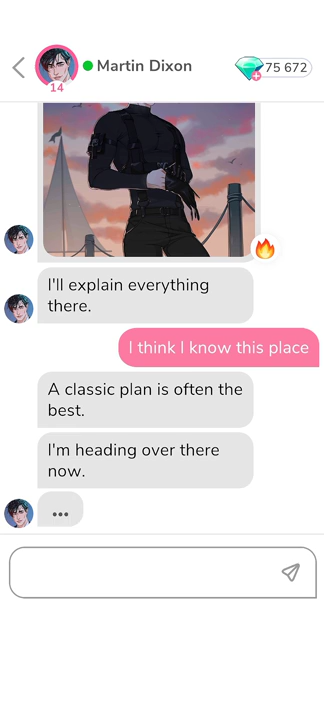 Martin Dixon
75 672
14
I'll explain everything
there.
I think I know this place
A classic plan is often the
best.
I'm heading over there
now.
...